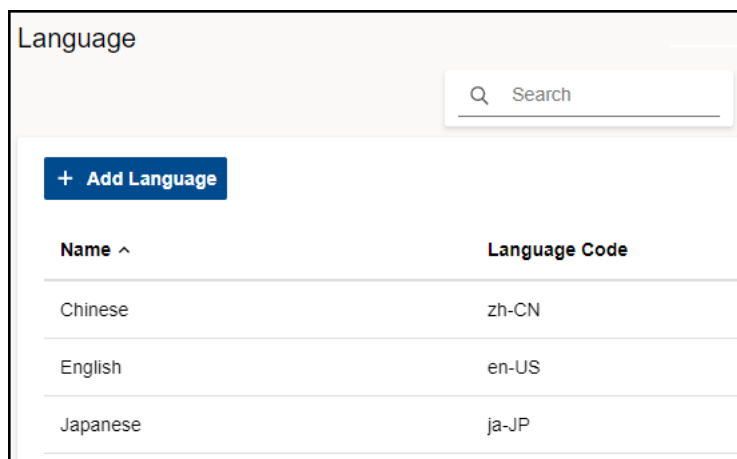 Language
Search
+ Add Language
Name Language Code
Chinese zh-CN
English en-US
Japanese ja-JP